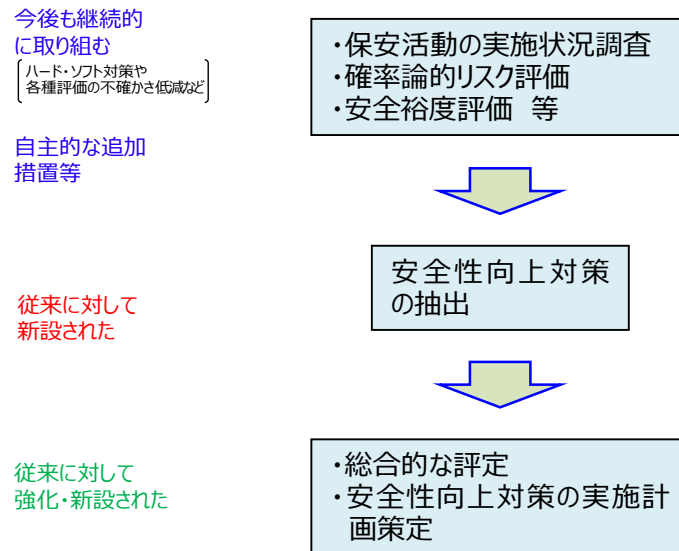 今後も継続的
に取り組む
ハード・ソフト対策や
各種評価の不確かさ低減など
自主的な追加
措置等
従来に対して
新設された
従来に対して
強化・新設された
・保安活動の実施状況調査
・確率論的リスク評価
・安全裕度評価 等
安全性向上対策
の抽出
・総合的な評定
・安全性向上対策の実施計
画策定